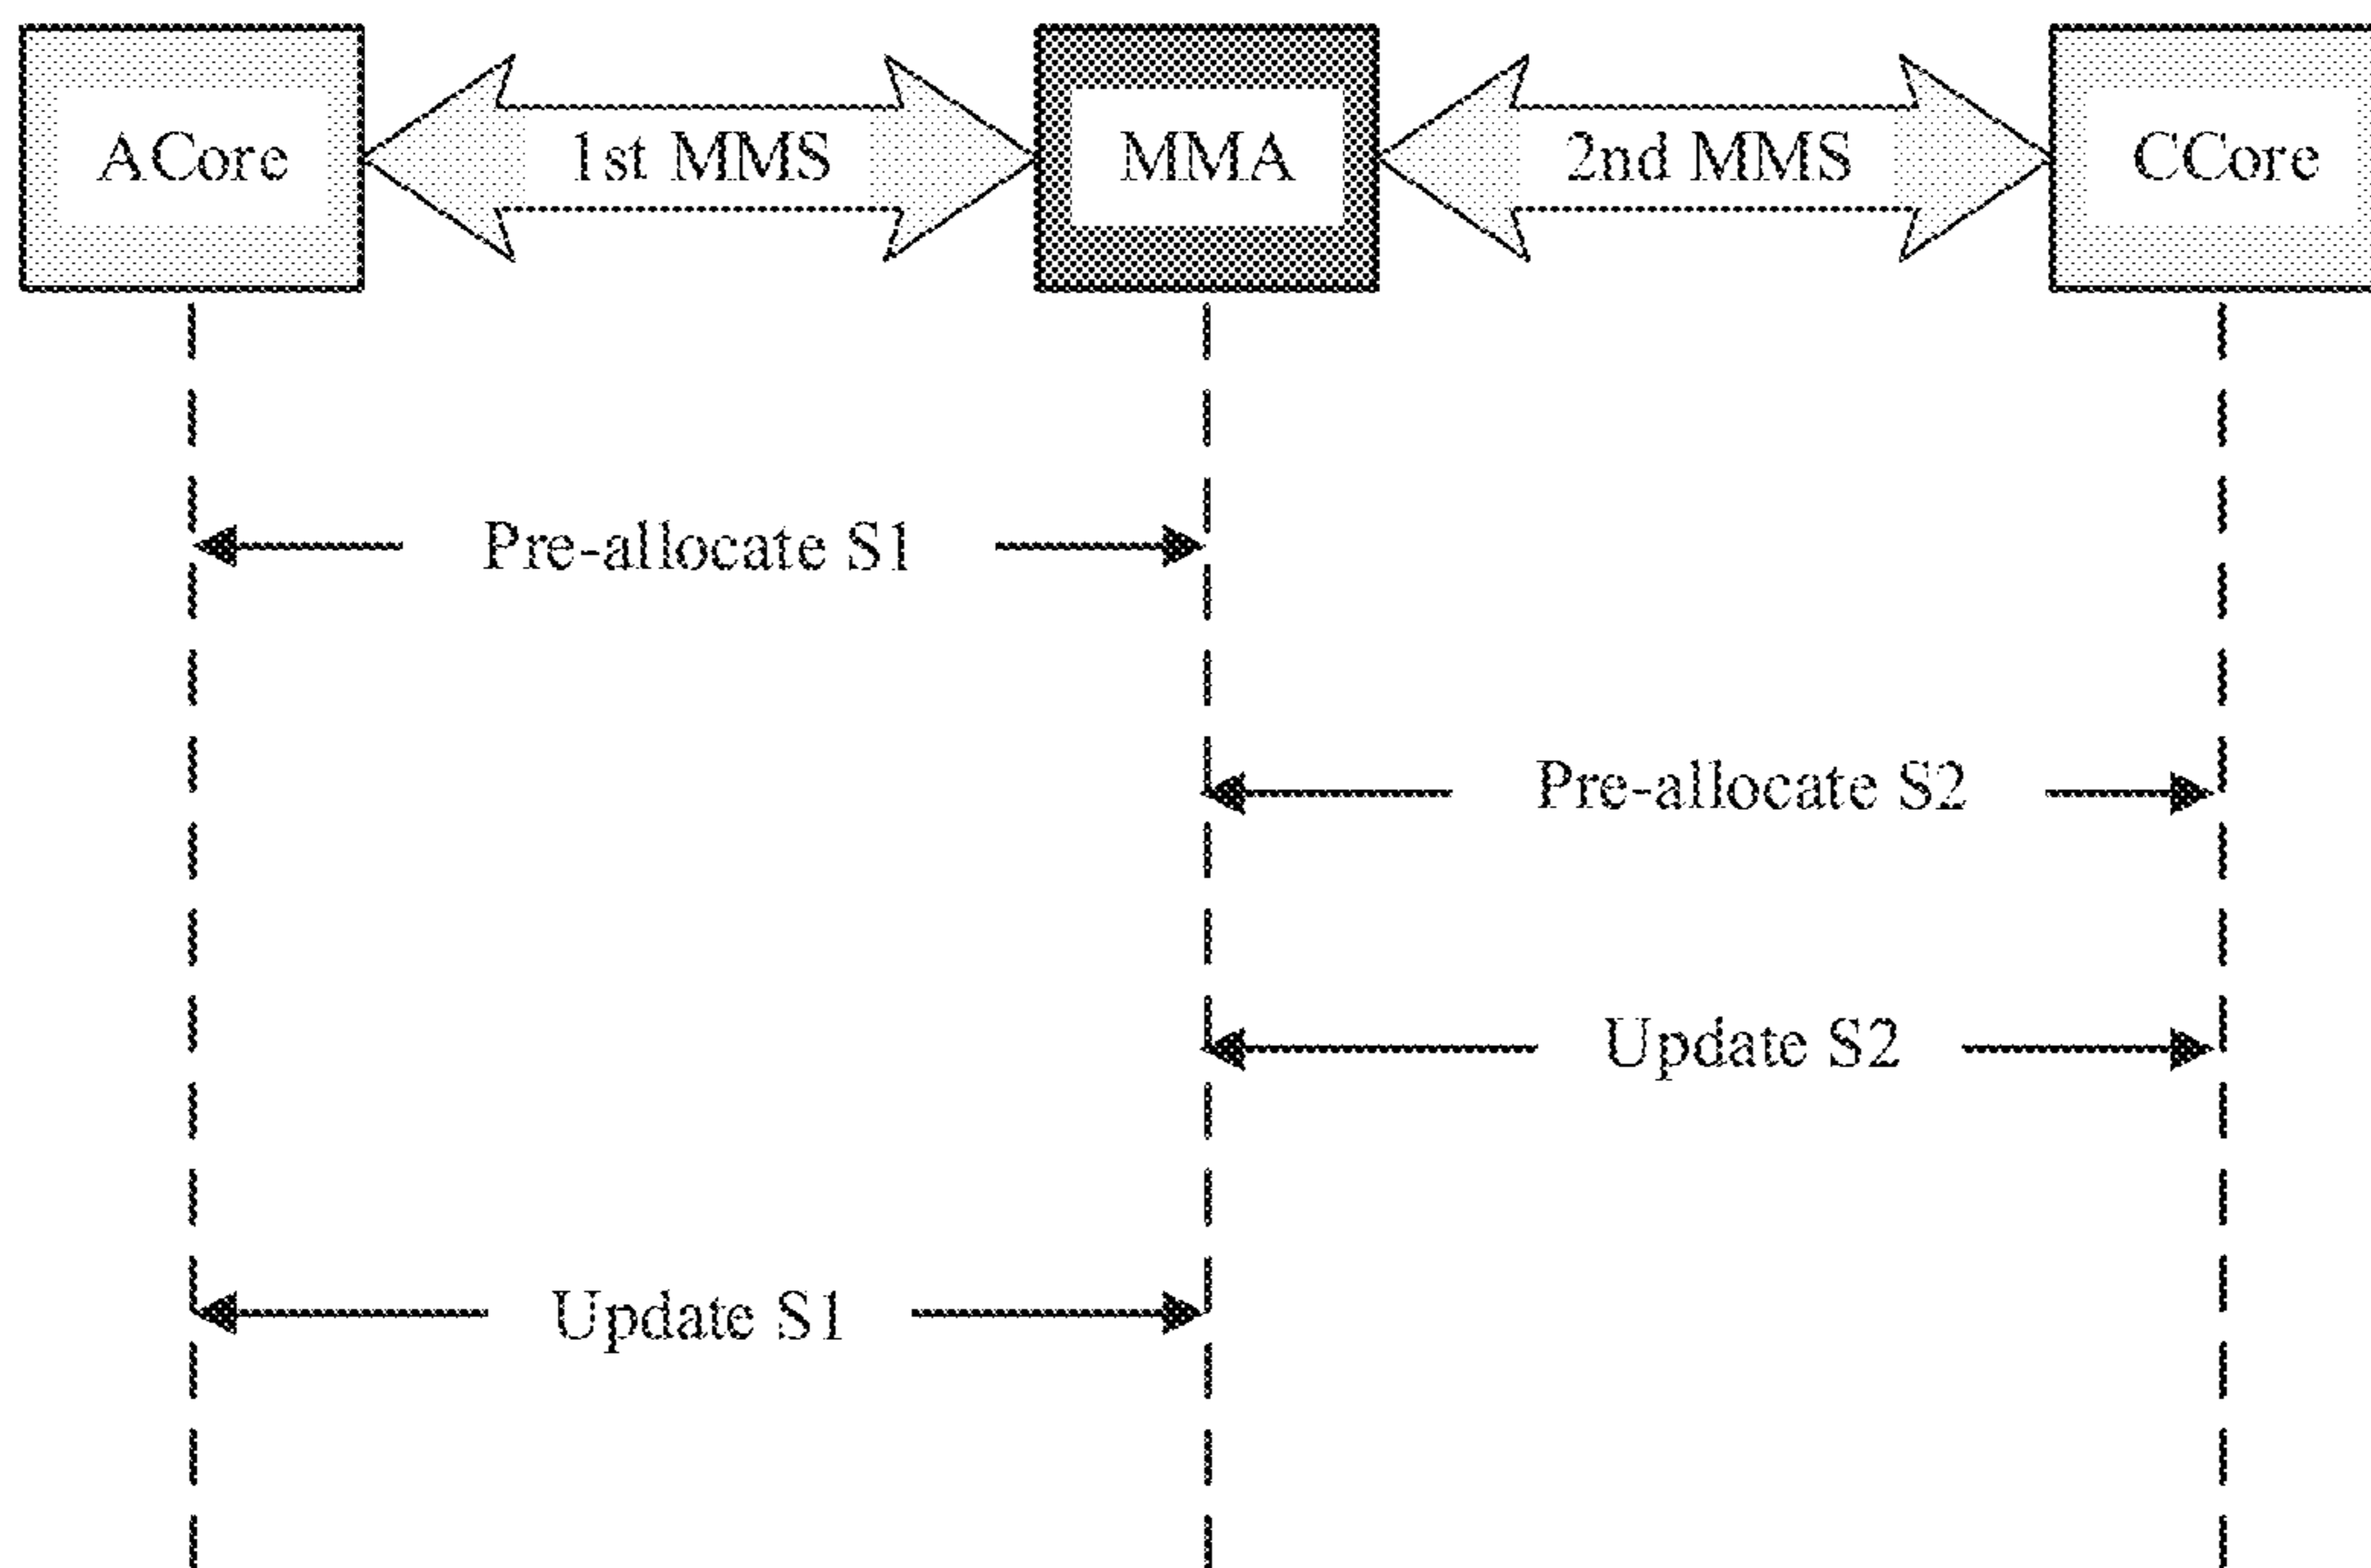 ACore
1st MMS
MMA
2nd MMS
CCore
Pre-allocate S1
Pre-allocate S2
Update S2
Update S1